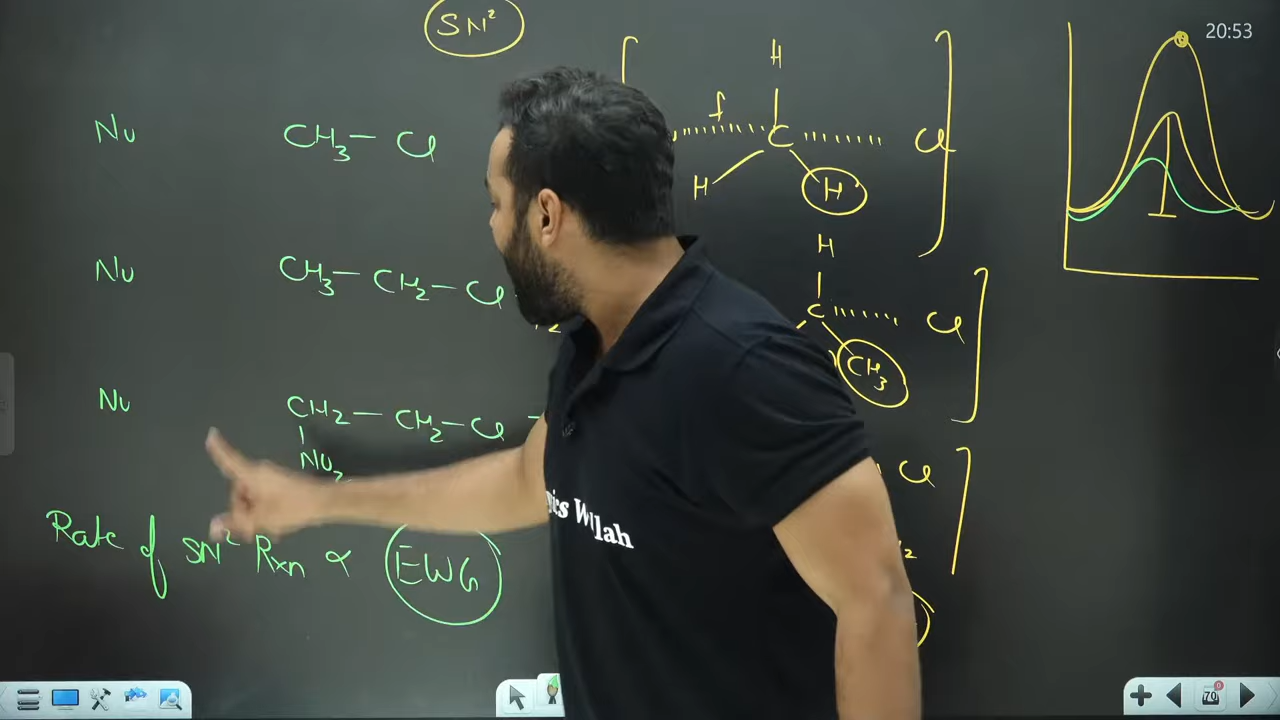 20:53
SN²
Nu CH₃ — Cl
H
f
C Cl
H H
Nu CH₃ — CH₂ — Cl
H
C Cl
CH₃
Nu CH₂ — CH₂ — Cl
NO₂
Cl
Rate of SN² Rxn ∝ EWG
70